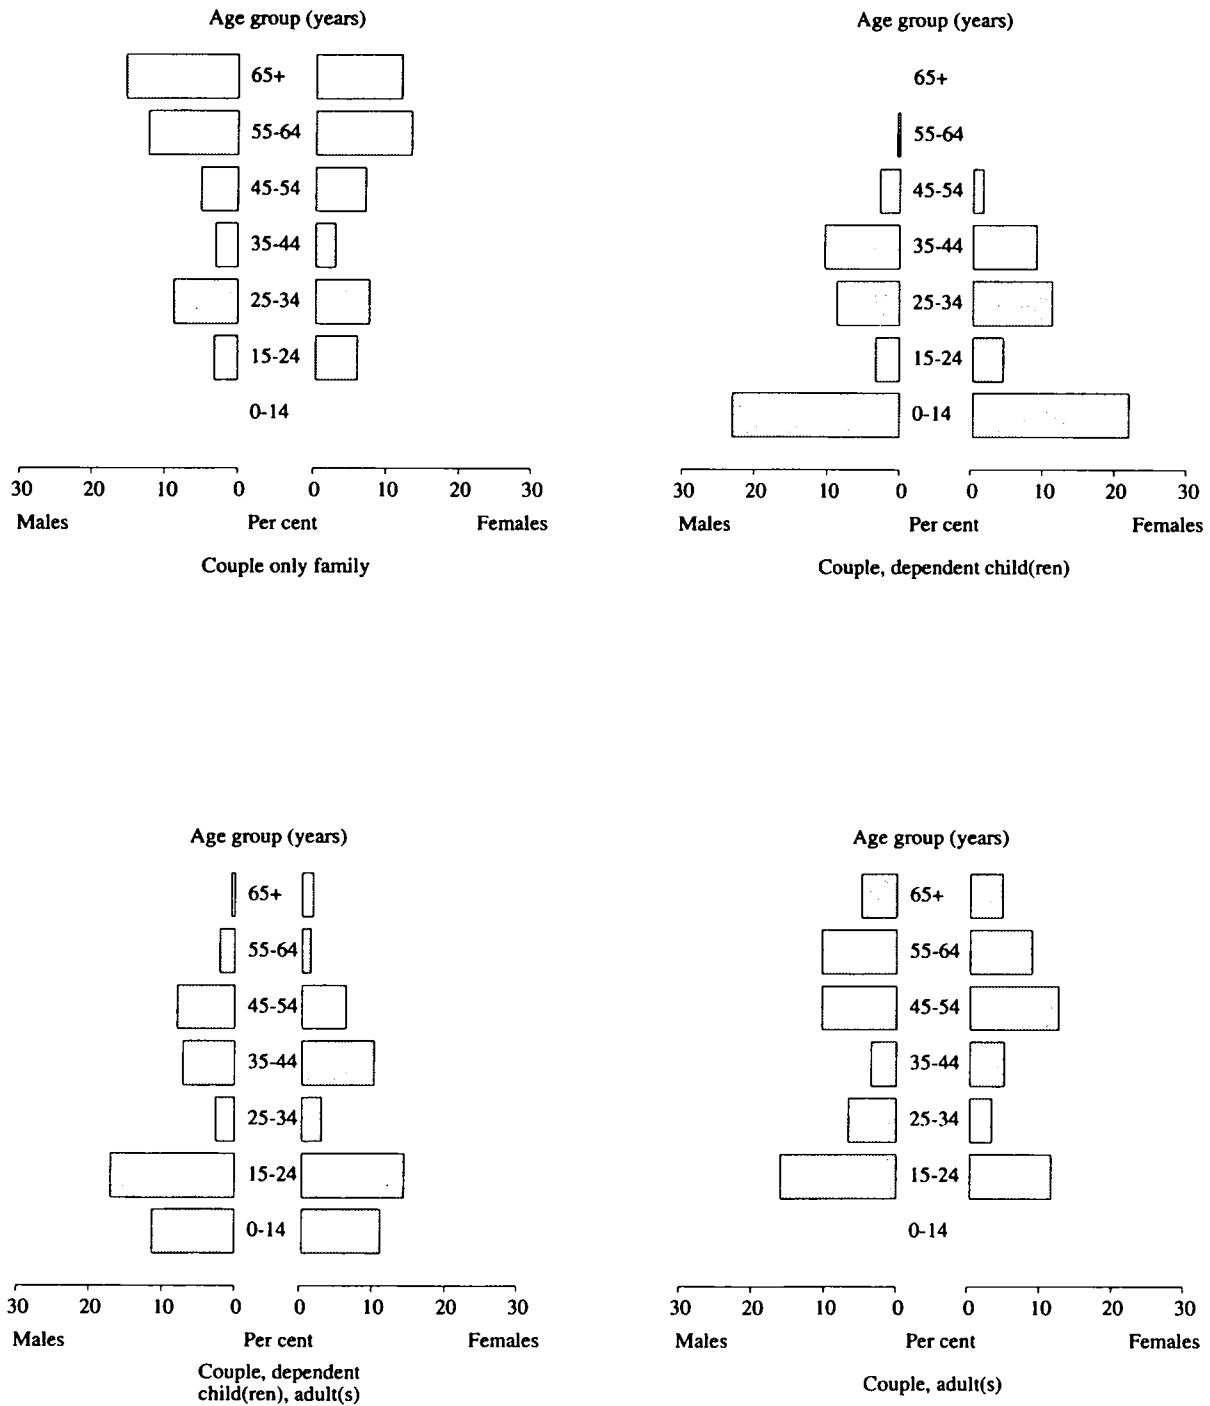 Age group (years)
65+
55-64
45-54
35-44
25-34
15-24
0-14
30 20 10 0 0 10 20 30
Males Per cent Females
Couple only family
Age group (years)
65+
55-64
45-54
35-44
25-34
15-24
0-14
30 20 10 0 0 10 20 30
Males Per cent Females
Couple, dependent child(ren)
Age group (years)
65+
55-64
45-54
35-44
25-34
15-24
0-14
30 20 10 0 0 10 20 30
Males Per cent Females
Couple, dependent
child(ren), adult(s)
Age group (years)
65+
55-64
45-54
35-44
25-34
15-24
0-14
30 20 10 0 0 10 20 30
Males Per cent Females
Couple, adult(s)